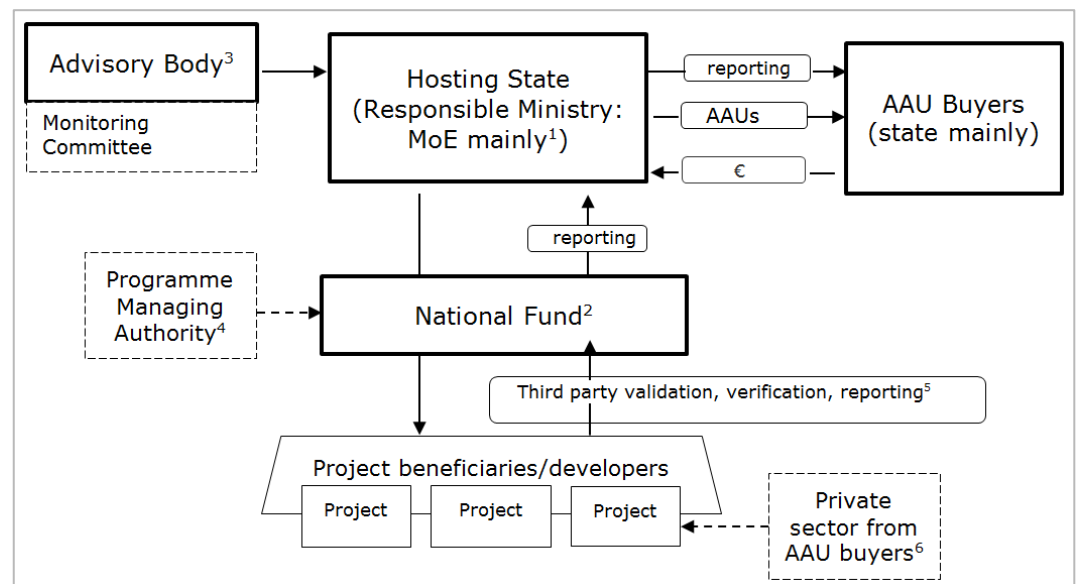 Advisory Body³
Monitoring
Committee
Hosting State
(Responsible Ministry:
MoE mainly¹)
reporting
AAUs
€
AAU Buyers
(state mainly)
reporting
Programme
Managing
Authority⁴
National Fund²
Third party validation, verification, reporting⁵
Project beneficiaries/developers
Project
Project
Project
Private
sector from
AAU buyers⁶